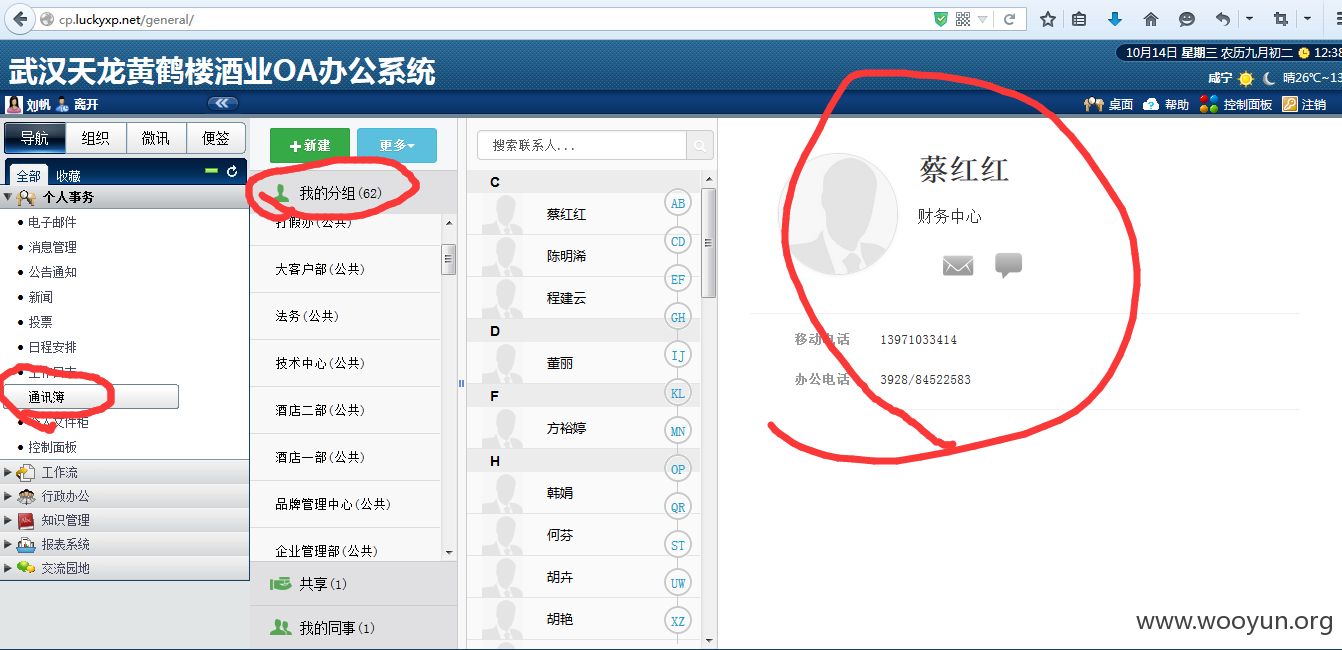 cp.luckyxp.net/general/
武汉天龙黄鹤楼酒业OA办公系统
10月14日 星期三 农历九月初二 12:38
咸宁 晴26℃~13
刘帆 离开
桌面 帮助 控制面板 注销
导航 组织 微讯 便签
全部 收藏
个人事务
电子邮件
消息管理
公告通知
新闻
投票
日程安排
工作日志
通讯簿
个人文件柜
控制面板
工作流
行政办公
知识管理
报表系统
交流园地
+新建 更多
我的分组(62)
打假办(公共)
大客户部(公共)
法务(公共)
技术中心(公共)
酒店二部(公共)
酒店一部(公共)
品牌管理中心(公共)
企业管理部(公共)
共享(1)
我的同事(1)
搜索联系人...
C
蔡红红
陈明浠
程建云
D
董丽
F
方裕婷
H
韩娟
何芬
胡卉
胡艳
AB
CD
EF
GH
IJ
KL
MN
OP
QR
ST
UW
XZ
蔡红红
财务中心
移动电话 13971033414
办公电话 3928/84522583
www.wooyun.org